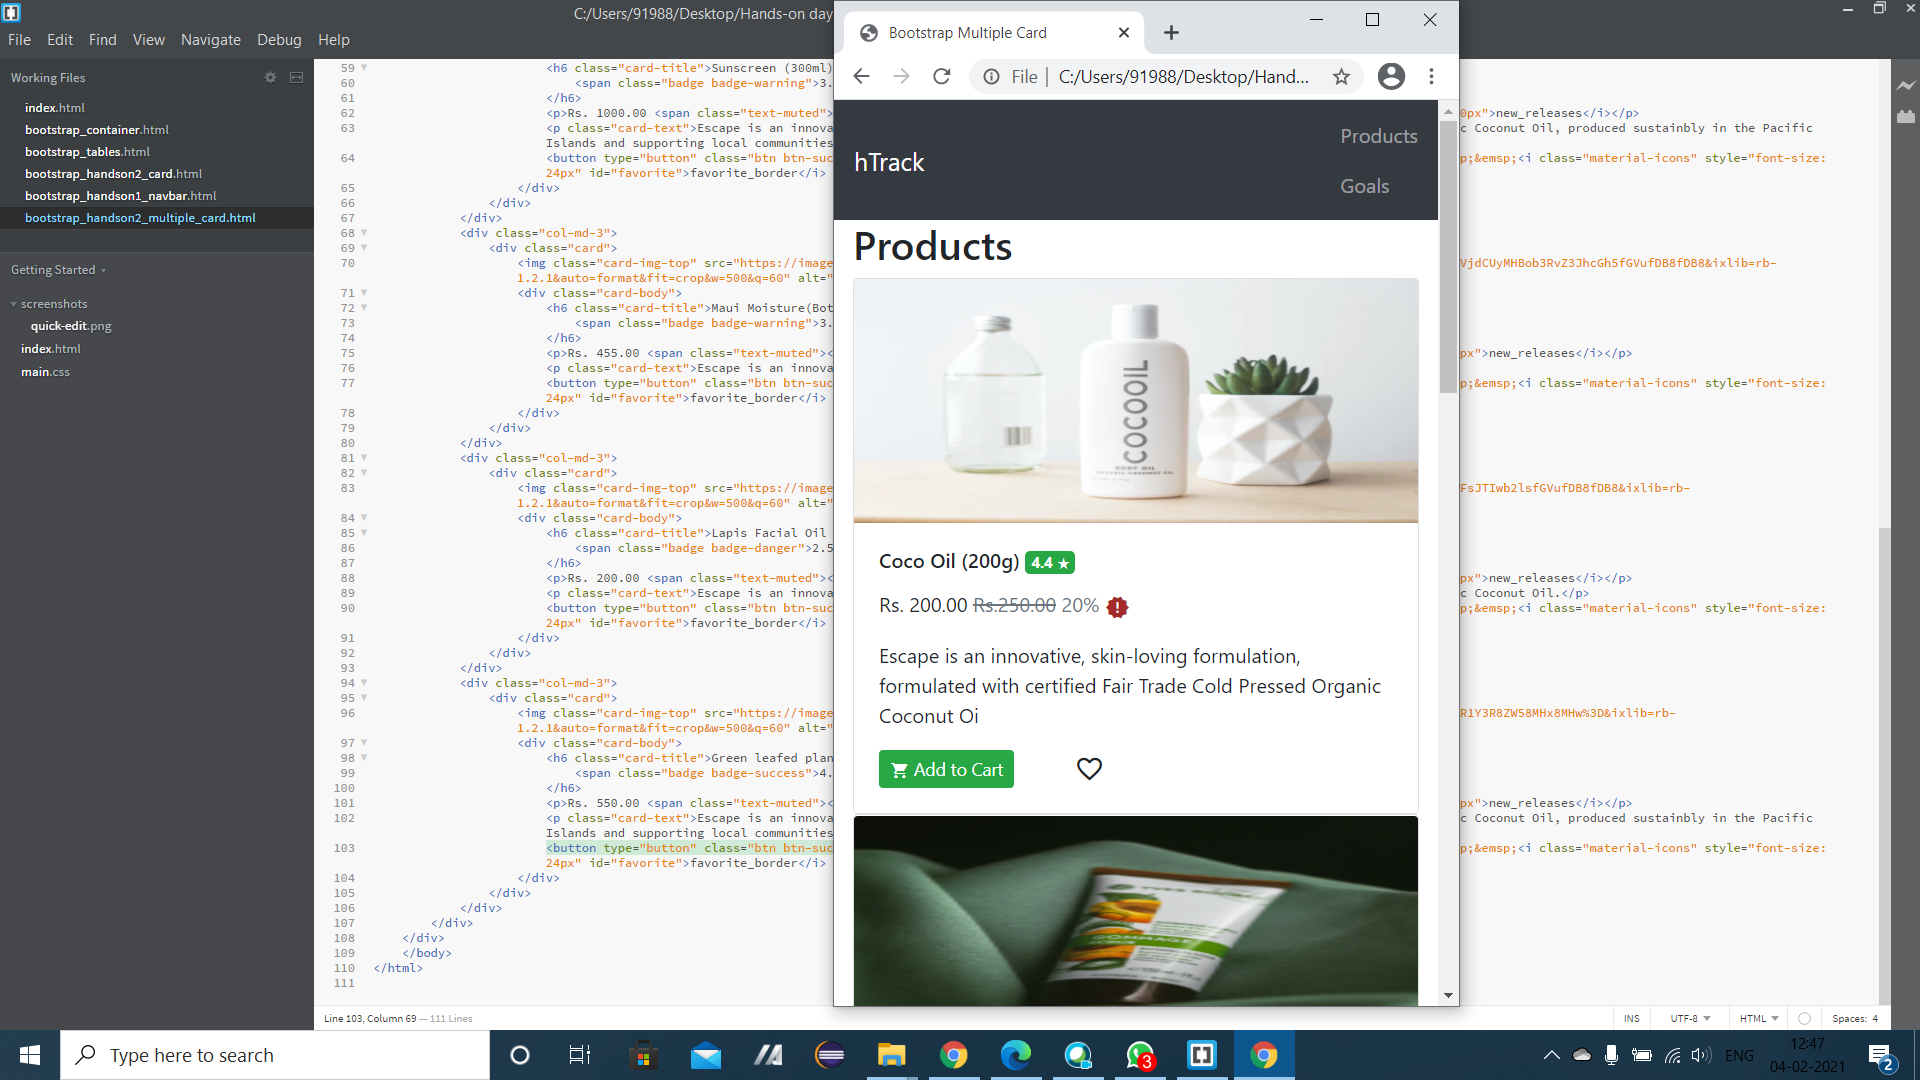 C:/Users/91988/Desktop/Hands-on day
File Edit Find View Navigate Debug Help
Working Files
index.html
bootstrap_container.html
bootstrap_tables.html
bootstrap_handson2_card.html
bootstrap_handson1_navbar.html
bootstrap_handson2_multiple_card.html
Getting Started
screenshots
quick-edit.png
index.html
main.css
59 <h6 class="card-title">Sunscreen (300ml)
60 <span class="badge badge-warning">3.
61 </h6>
62 <p>Rs. 1000.00 <span class="text-muted">
0px">new_releases</i></p>
63 <p class="card-text">Escape is an innova
c Coconut Oil, produced sustainbly in the Pacific
Islands and supporting local communities
64 <button type="button" class="btn btn-suc
p;&emsp;<i class="material-icons" style="font-size:
24px" id="favorite">favorite_border</i>
65 </div>
66 </div>
67 </div>
68 <div class="col-md-3">
69 <div class="card">
70 <img class="card-img-top" src="https://image
VjdCUyMHBob3RvZ3JhcGh5fGVufDB8fDB8&ixlib=rb-
1.2.1&auto=format&fit=crop&w=500&q=60" alt="
71 <div class="card-body">
72 <h6 class="card-title">Maui Moisture(Bot
73 <span class="badge badge-warning">3.
74 </h6>
75 <p>Rs. 455.00 <span class="text-muted"><
px">new_releases</i></p>
76 <p class="card-text">Escape is an innova
77 <button type="button" class="btn btn-suc
p;&emsp;<i class="material-icons" style="font-size:
24px" id="favorite">favorite_border</i>
78 </div>
79 </div>
80 </div>
81 <div class="col-md-3">
82 <div class="card">
83 <img class="card-img-top" src="https://image
FsJTIwb2lsfGVufDB8fDB8&ixlib=rb-
1.2.1&auto=format&fit=crop&w=500&q=60" alt="
84 <div class="card-body">
85 <h6 class="card-title">Lapis Facial Oil
86 <span class="badge badge-danger">2.5
87 </h6>
88 <p>Rs. 200.00 <span class="text-muted"><
px">new_releases</i></p>
89 <p class="card-text">Escape is an innova
c Coconut Oil.</p>
90 <button type="button" class="btn btn-suc
p;&emsp;<i class="material-icons" style="font-size:
24px" id="favorite">favorite_border</i>
91 </div>
92 </div>
93 </div>
94 <div class="col-md-3">
95 <div class="card">
96 <img class="card-img-top" src="https://image
R1Y3R8ZW58MHx8MHw%3D&ixlib=rb-
1.2.1&auto=format&fit=crop&w=500&q=60" alt="
97 <div class="card-body">
98 <h6 class="card-title">Green leafed plan
99 <span class="badge badge-success">4.
100 </h6>
101 <p>Rs. 550.00 <span class="text-muted"><
px">new_releases</i></p>
102 <p class="card-text">Escape is an innova
c Coconut Oil, produced sustainbly in the Pacific
Islands and supporting local communities
103 <button type="button" class="btn btn-suc
p;&emsp;<i class="material-icons" style="font-size:
24px" id="favorite">favorite_border</i>
104 </div>
105 </div>
106 </div>
107 </div>
108 </div>
109 </body>
110 </html>
111
Line 103, Column 69 — 111 Lines
INS UTF-8 HTML Spaces: 4
Bootstrap Multiple Card
File | C:/Users/91988/Desktop/Hand...
hTrack
Products
Goals
Products
COCOOIL
BODY OIL
Coco Oil (200g) 4.4 ★
Rs. 200.00 Rs.250.00 20%
Escape is an innovative, skin-loving formulation,
formulated with certified Fair Trade Cold Pressed Organic
Coconut Oi
Add to Cart
GOMMAGE
Type here to search
3
ENG
12:47
04-02-2021
2